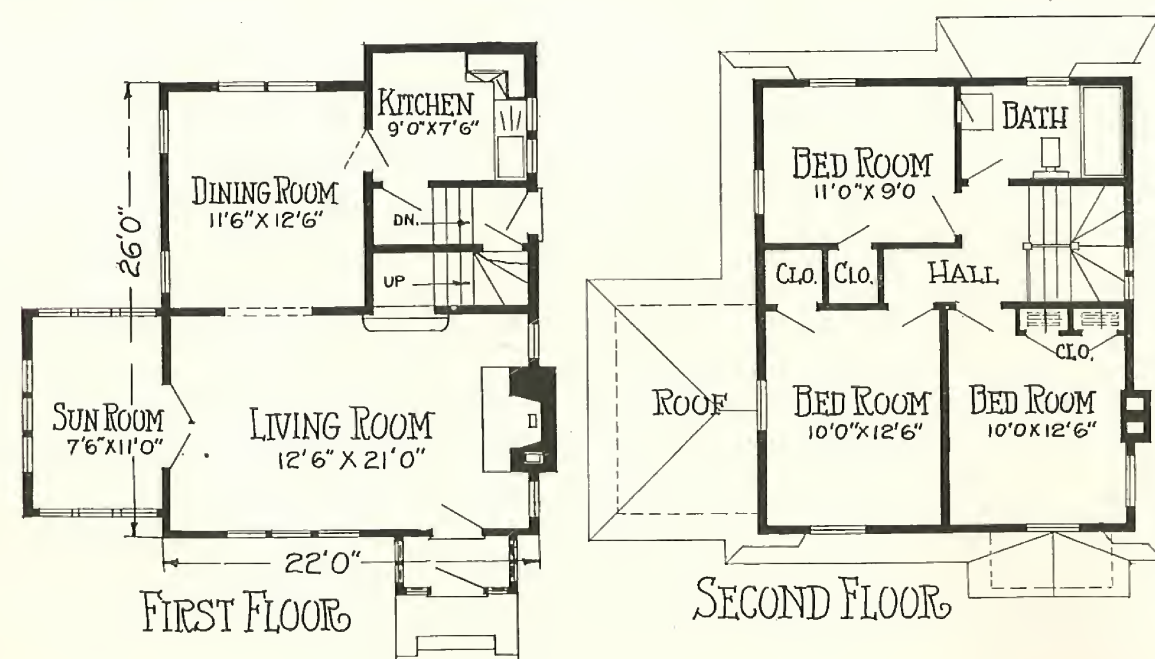 KITCHEN
9'0"X7'6"
DINING ROOM
11'6"X12'6"
DN.
UP
26'0"
SUN ROOM
7'6"X11'0"
LIVING ROOM
12'6" X 21'0"
22'0"
FIRST FLOOR
BATH
BED ROOM
11'0"X 9'0
CLO.
CLO.
HALL
CLO.
ROOF
BED ROOM
10'0"X12'6"
BED ROOM
10'0X12'6"
SECOND FLOOR